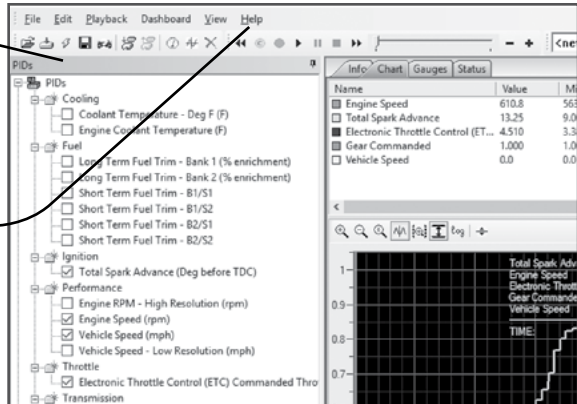 File Edit Playback Dashboard View Help
PIDs
PIDs
Cooling
Coolant Temperature - Deg F (F)
Engine Coolant Temperature (F)
Fuel
Long Term Fuel Trim - Bank 1 (% enrichment)
Long Term Fuel Trim - Bank 2 (% enrichment)
Short Term Fuel Trim - B1/S1
Short Term Fuel Trim - B1/S2
Short Term Fuel Trim - B2/S1
Short Term Fuel Trim - B2/S2
Ignition
Total Spark Advance (Deg before TDC)
Performance
Engine RPM - High Resolution (rpm)
Engine Speed (rpm)
Vehicle Speed (mph)
Vehicle Speed - Low Resolution (mph)
Throttle
Electronic Throttle Control (ETC) Commanded Thro
Transmission
- + <ne
Info Chart Gauges Status
Name Value Mi
Engine Speed 610.8 563
Total Spark Advance 13.25 9.0
Electronic Throttle Control (ET... 4.510 3.3
Gear Commanded 1.000 1.0
Vehicle Speed 0.0 0.0
Log
Total Spark Adv
Engine Speed
Electronic Thrott
Gear Commande
Vehicle Speed
TIME:
1
0.9
0.8
0.7